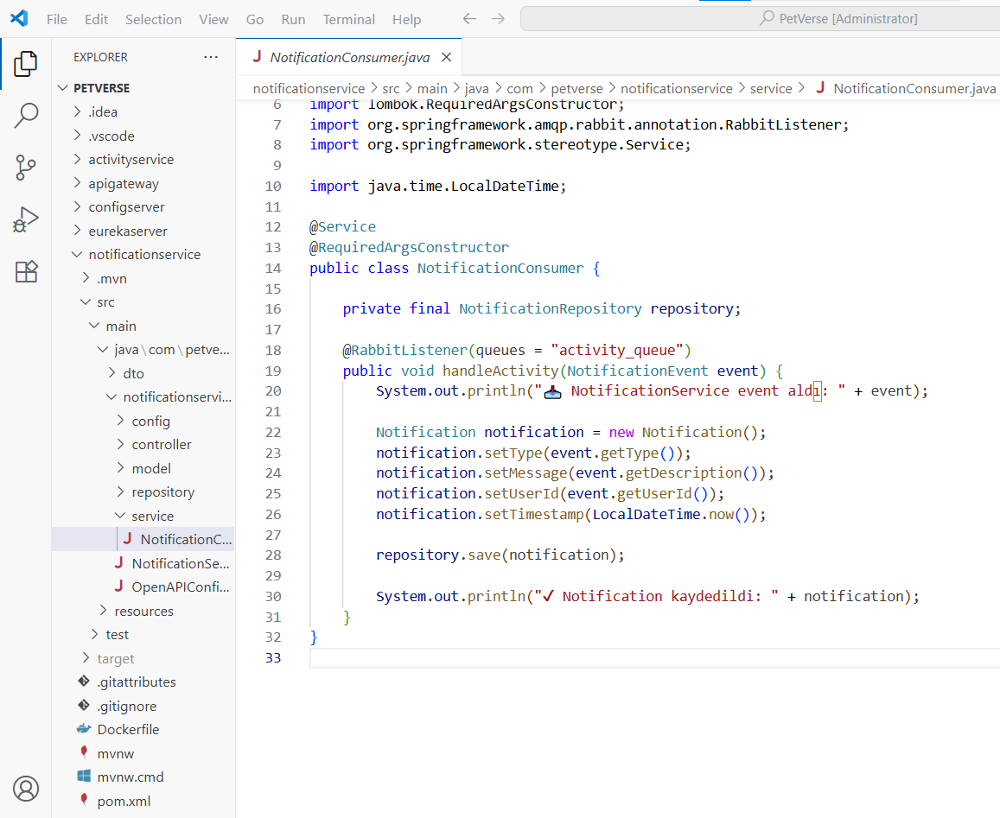 File Edit Selection View Go Run Terminal Help
PetVerse [Administrator]
EXPLORER
PETVERSE
.idea
.vscode
activityservice
apigateway
configserver
eurekaserver
notificationservice
.mvn
src
main
java\com\petve...
dto
notificationservi...
config
controller
model
repository
service
NotificationC...
NotificationSe...
OpenAPIConfi...
resources
test
target
.gitattributes
.gitignore
Dockerfile
mvnw
mvnw.cmd
pom.xml
NotificationConsumer.java
notificationservice > src > main > java > com > petverse > notificationservice > service > NotificationConsumer.java
6 import lombok.RequiredArgsConstructor;
7 import org.springframework.amqp.rabbit.annotation.RabbitListener;
8 import org.springframework.stereotype.Service;
9
10 import java.time.LocalDateTime;
11
12 @Service
13 @RequiredArgsConstructor
14 public class NotificationConsumer {
15
16 private final NotificationRepository repository;
17
18 @RabbitListener(queues = "activity_queue")
19 public void handleActivity(NotificationEvent event) {
20 System.out.println("📥 NotificationService event aldı: " + event);
21
22 Notification notification = new Notification();
23 notification.setType(event.getType());
24 notification.setMessage(event.getDescription());
25 notification.setUserId(event.getUserId());
26 notification.setTimestamp(LocalDateTime.now());
27
28 repository.save(notification);
29
30 System.out.println("✔ Notification kaydedildi: " + notification);
31 }
32 }
33